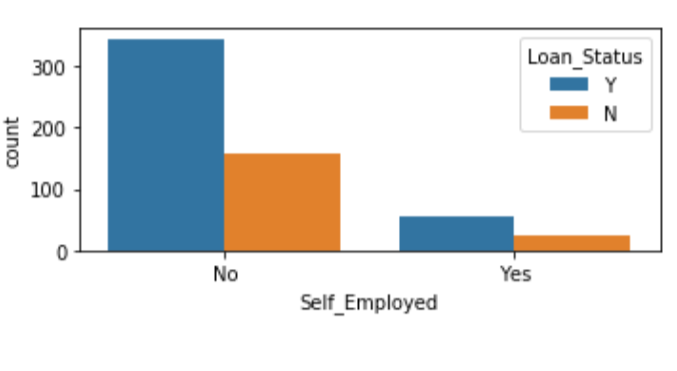 Loan_Status
Y
N
300
200
100
0
count
No
Yes
Self_Employed